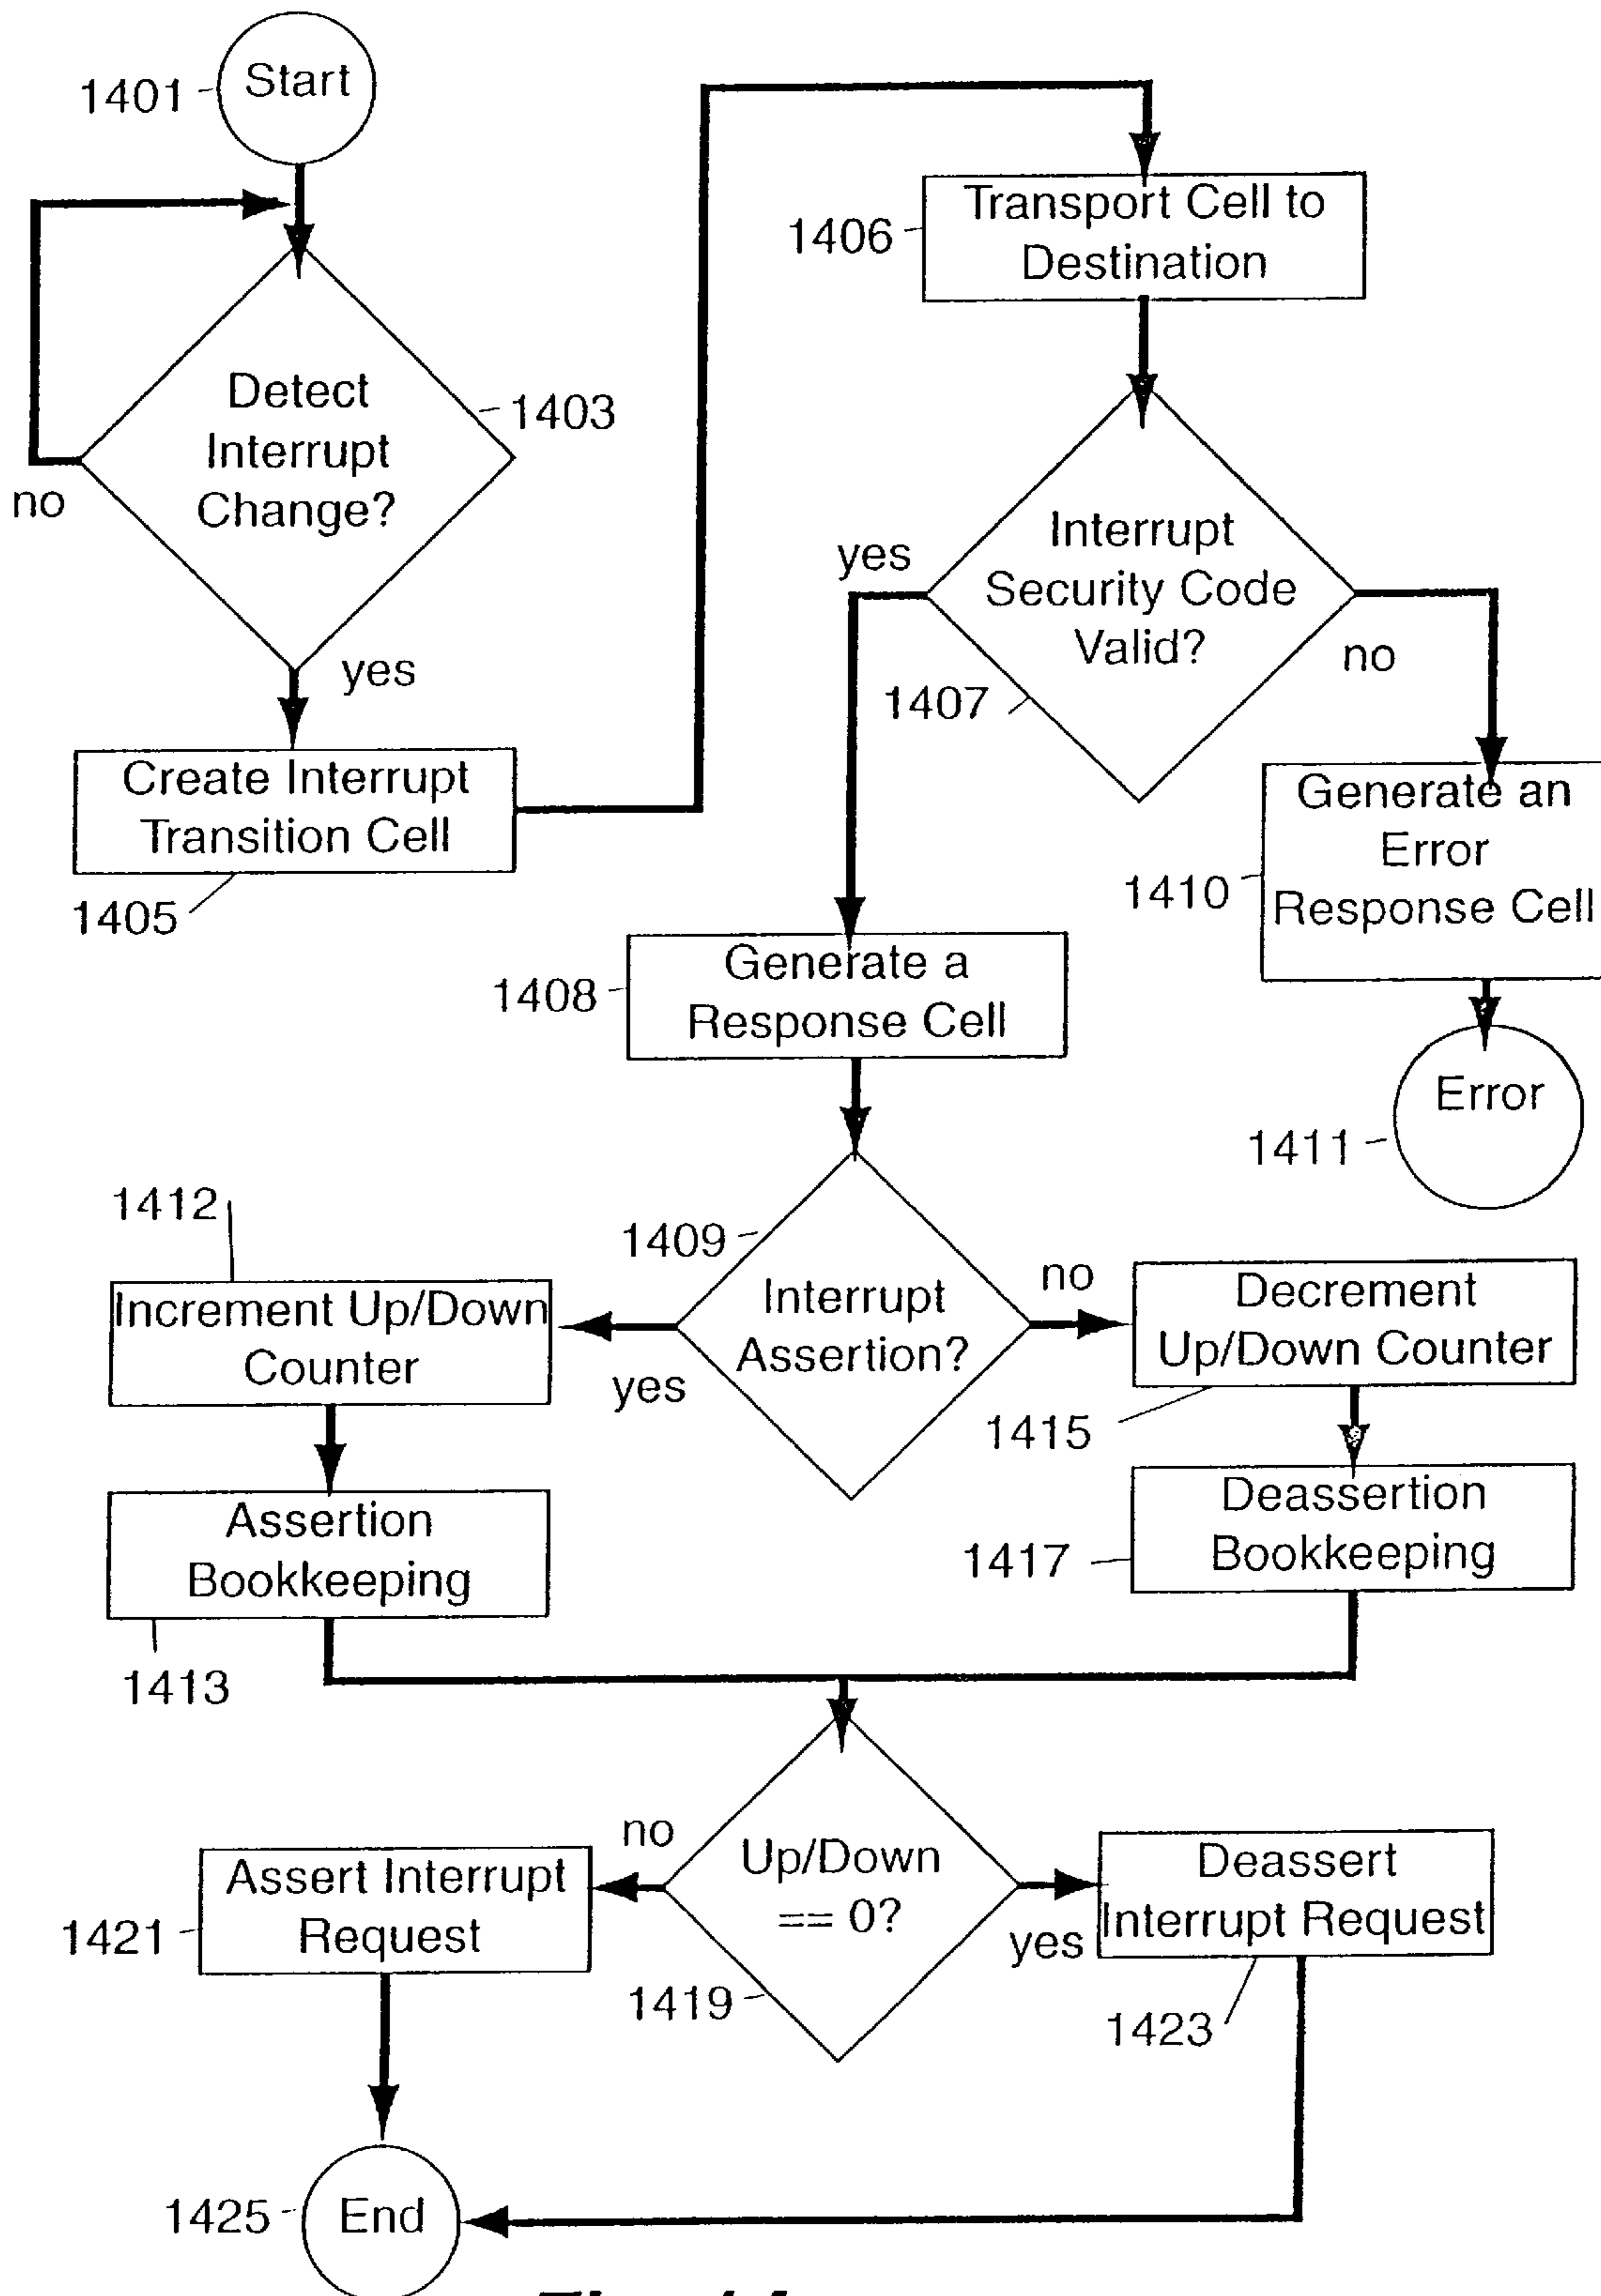 1401
Start
Detect
Interrupt
Change?
1403
no
yes
Create Interrupt
Transition Cell
1405
Transport Cell to
Destination
1406
Interrupt
Security Code
Valid?
1407
yes
no
Generate an
Error
Response Cell
1410
Error
1411
Generate a
Response Cell
1408
Interrupt
Assertion?
1409
yes
no
1412
Increment Up/Down
Counter
Assertion
Bookkeeping
1413
Decrement
Up/Down Counter
1415
Deassertion
Bookkeeping
1417
Up/Down
== 0?
1419
no
yes
Assert Interrupt
Request
1421
Deassert
Interrupt Request
1423
1425
End